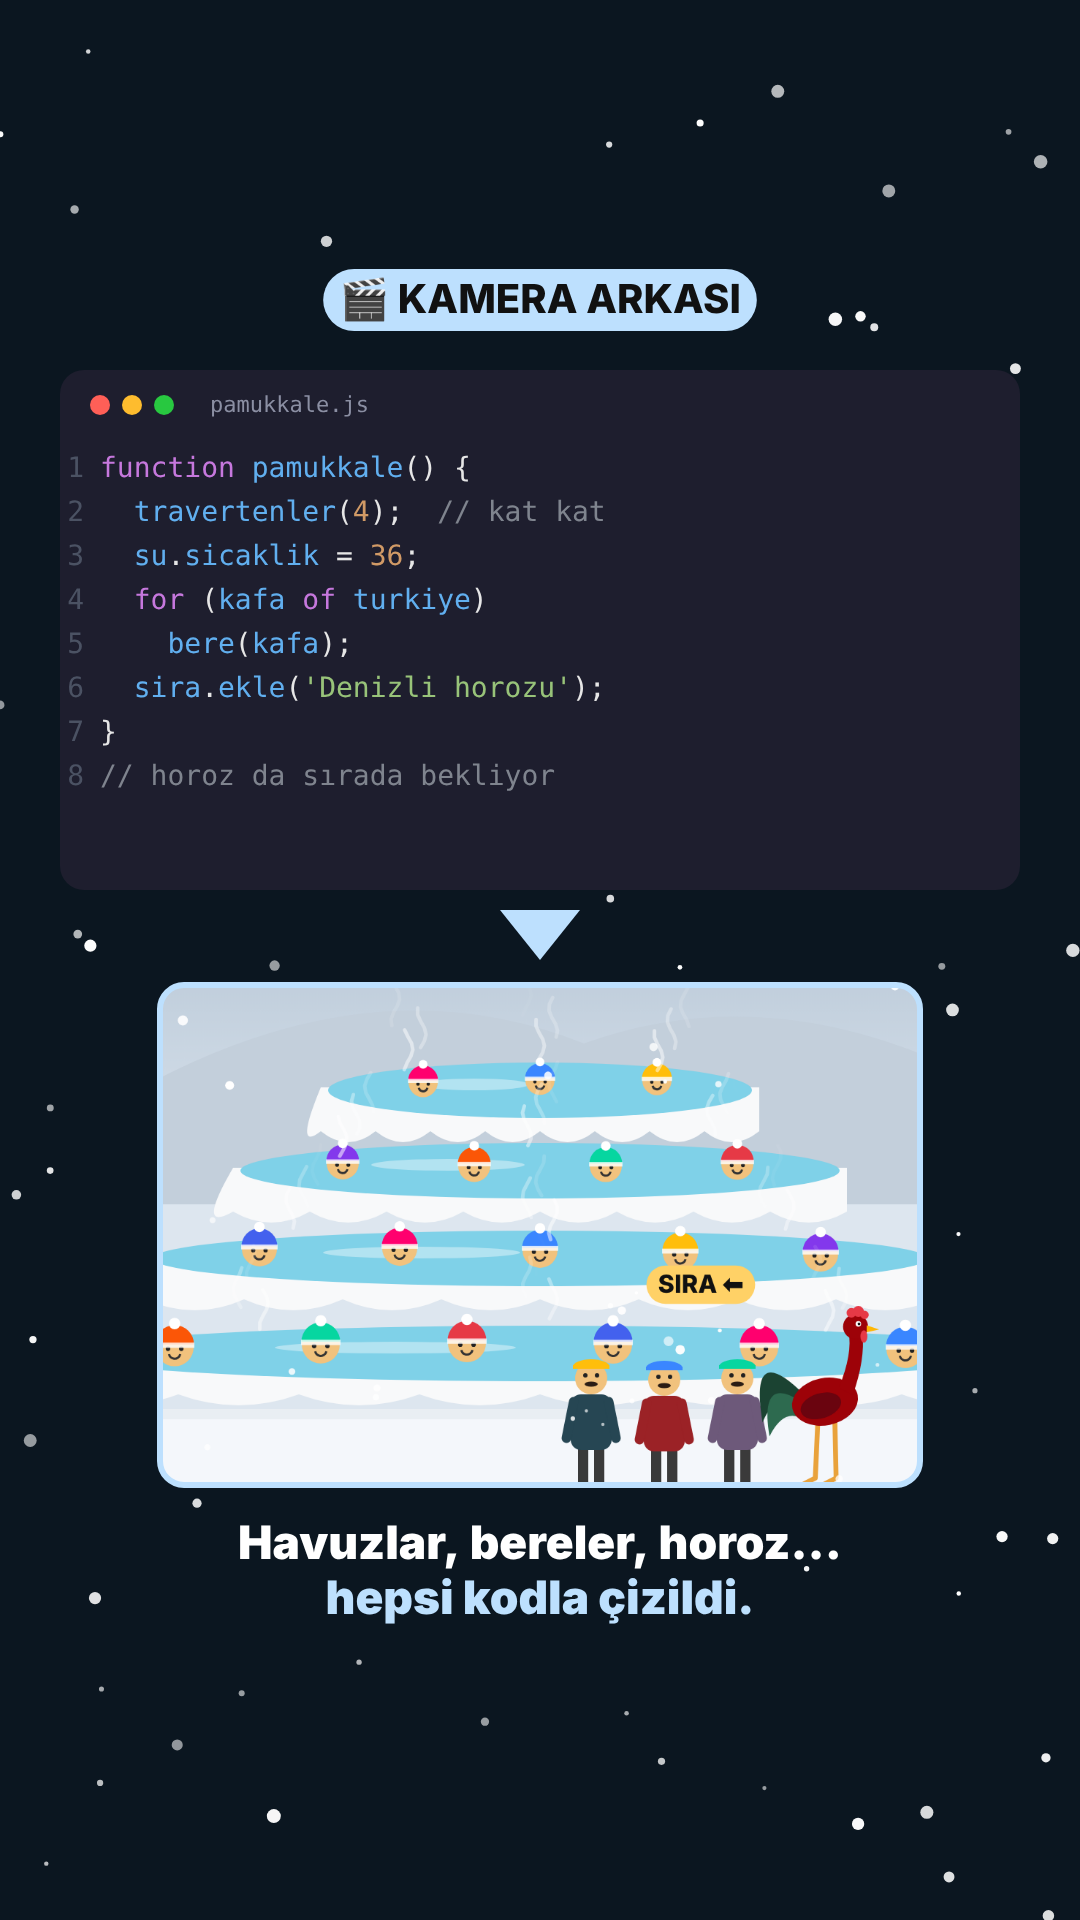 🎬 KAMERA ARKASI
pamukkale.js
1 function pamukkale() {
2   travertenler(4);  // kat kat
3   su.sicaklik = 36;
4   for (kafa of turkiye)
5     bere(kafa);
6   sira.ekle('Denizli horozu');
7 }
8 // horoz da sırada bekliyor
SIRA ⬅
Havuzlar, bereler, horoz...
hepsi kodla çizildi.